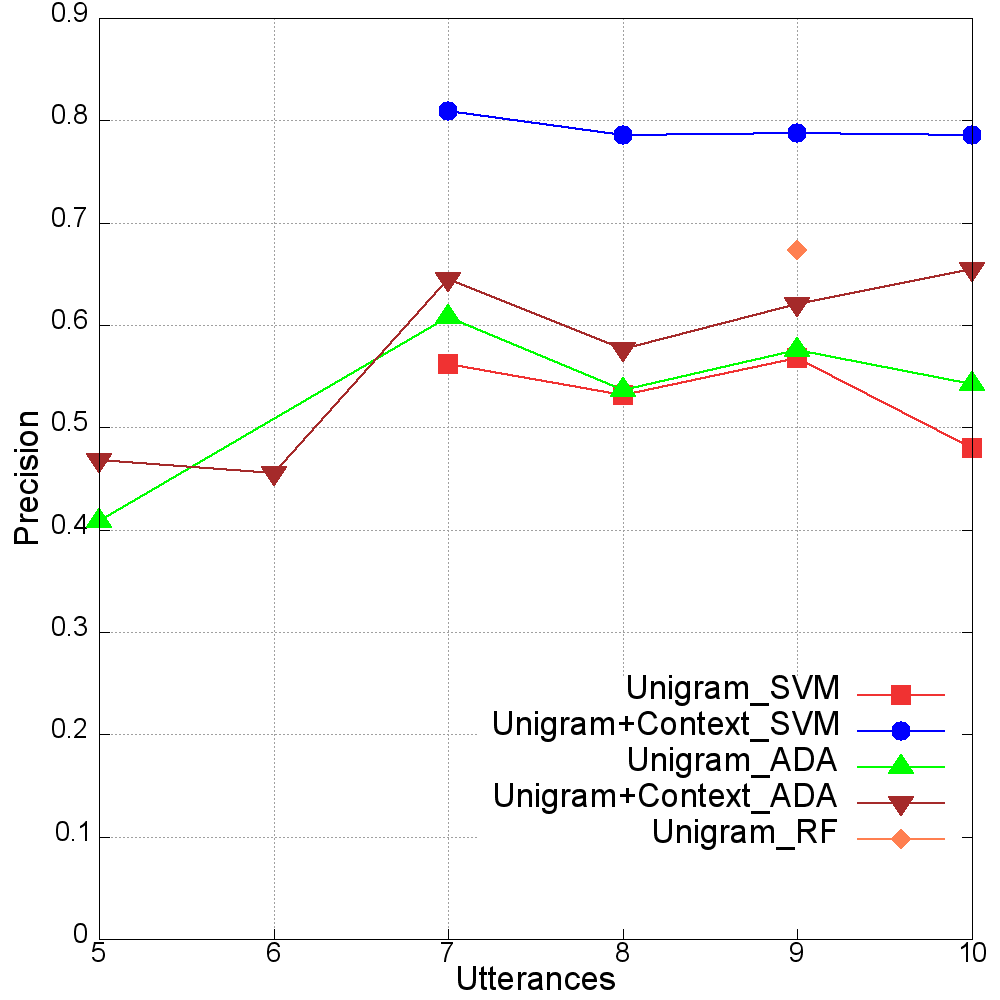 0.9
0.8
0.7
0.6
0.5
0.4
0.3
0.2
0.1
0
Precision
5 6 7 8 9 10
Utterances
Unigram_SVM
Unigram+Context_SVM
Unigram_ADA
Unigram+Context_ADA
Unigram_RF